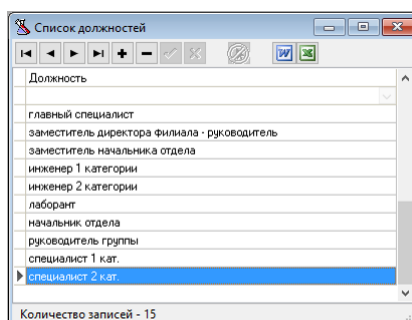 Список должностей
Должность
главный специалист
заместитель директора филиала - руководитель
заместитель начальника отдела
инженер 1 категории
инженер 2 категории
лаборант
начальник отдела
руководитель группы
специалист 1 кат.
специалист 2 кат.
Количество записей - 15